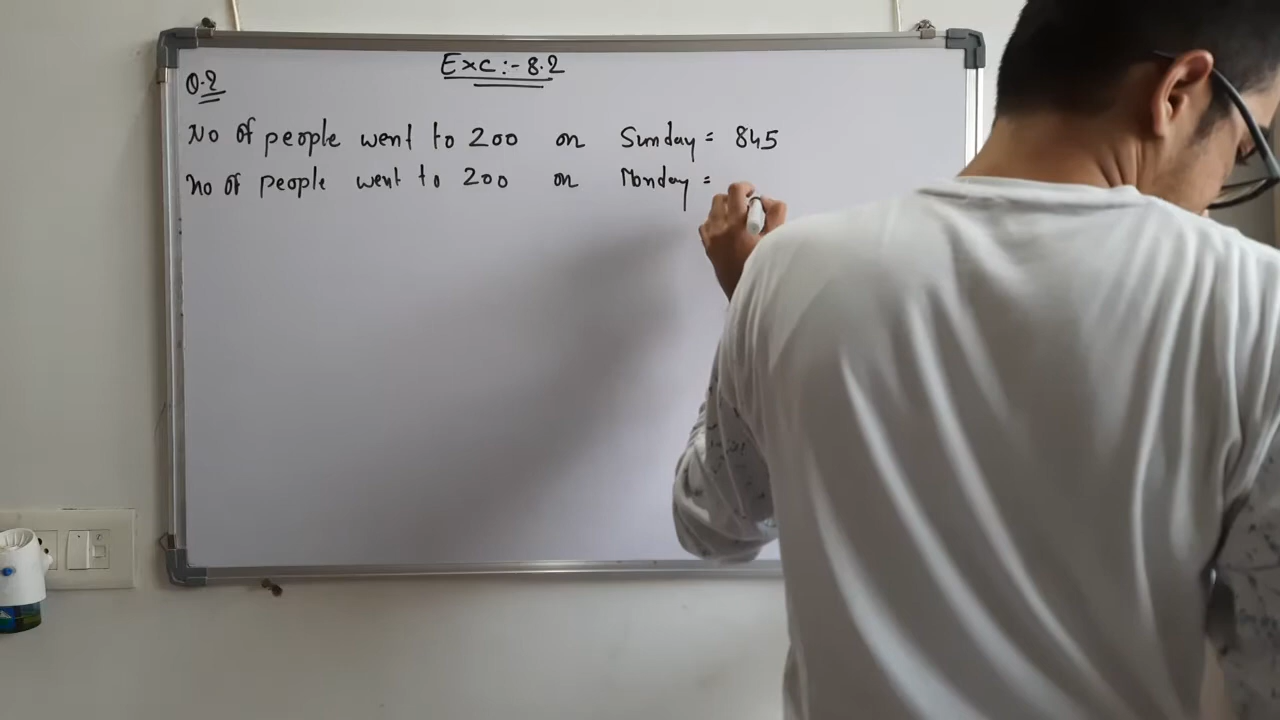 Exc:- 8.2
Q.2
No of people went to zoo on Sunday = 845
No of people went to zoo on Monday =